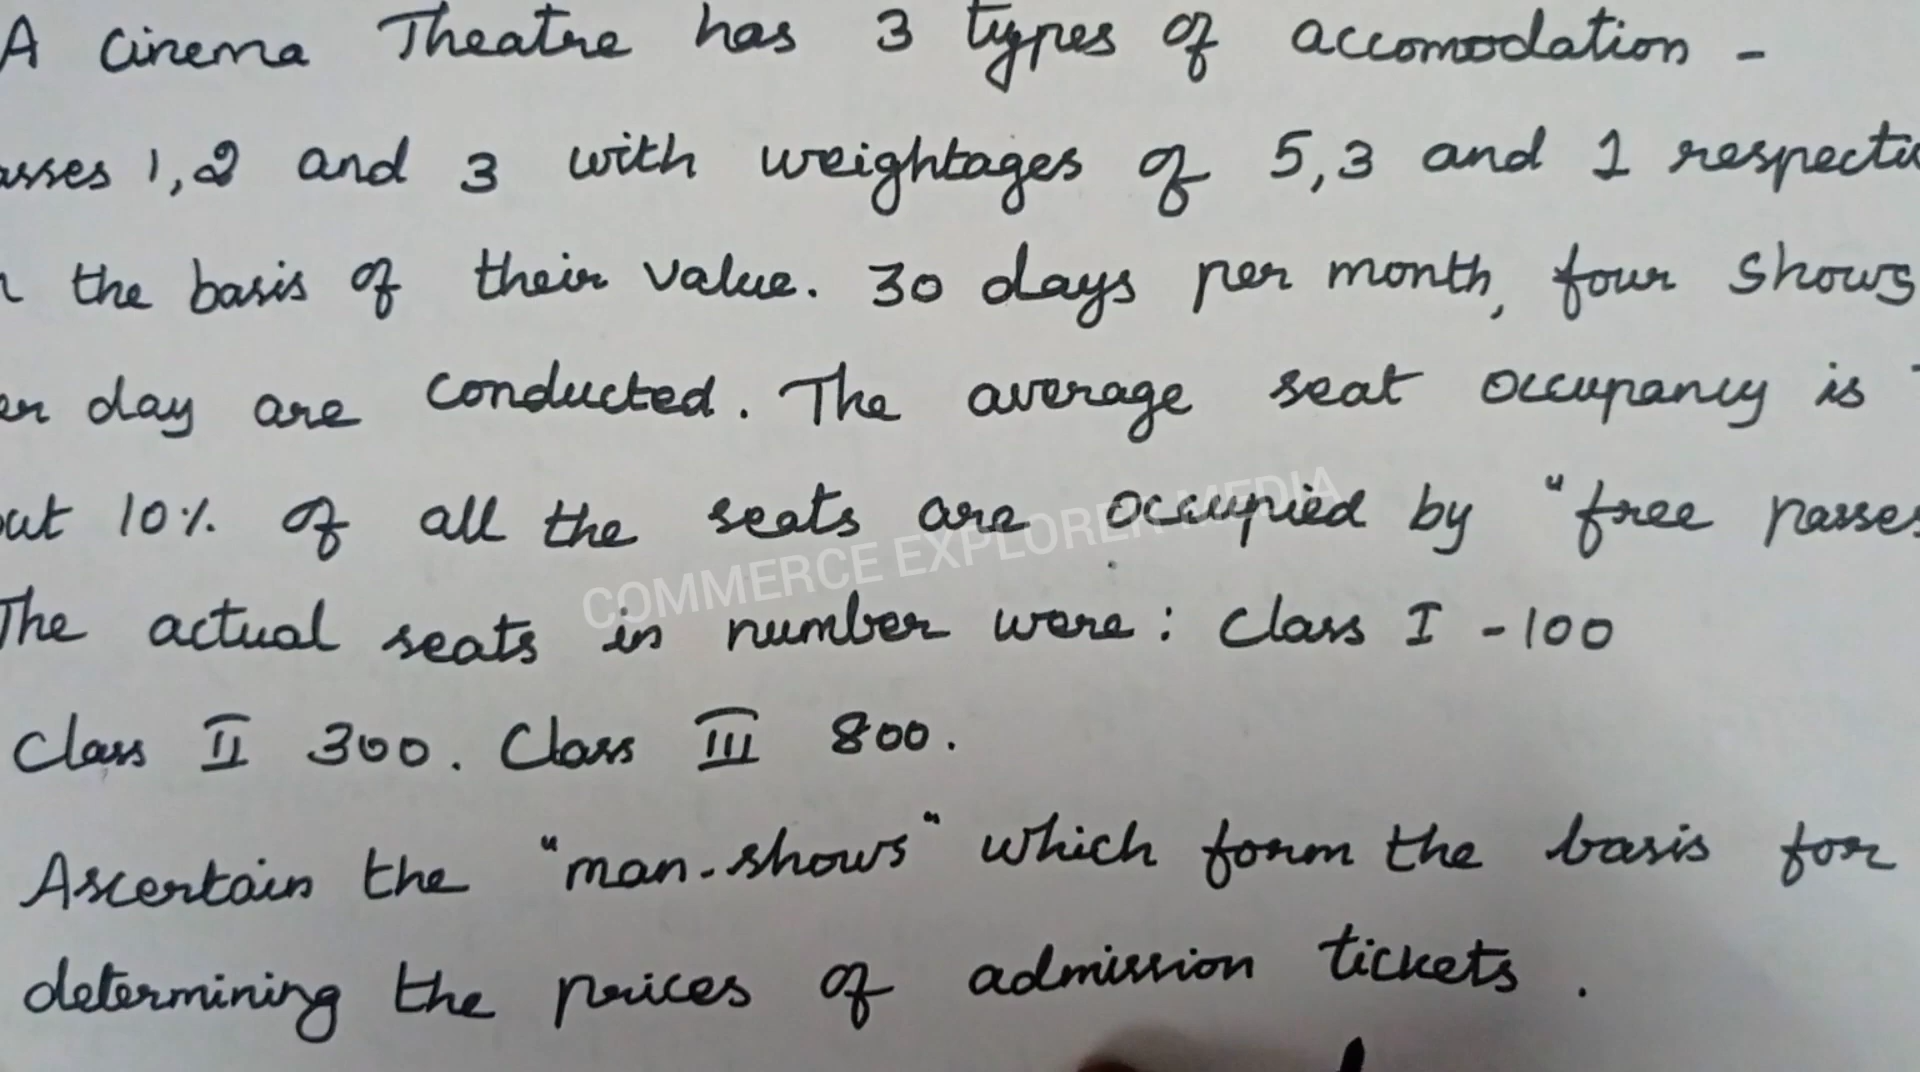 A Cinema Theatre has 3 types of accomodation -
asses 1,2 and 3 with weightages of 5,3 and 1 respectiv
the basis of their value. 30 days per month, four shows
er day are conducted. The average seat occupancy is
out 10% of all the seats are occupied by "free passes
The actual seats in number were: Class I - 100
Class II 300. Class III 800.
Ascertain the "man-shows" which form the basis for
determining the prices of admission tickets.
COMMERCE EXPLORER MEDIA